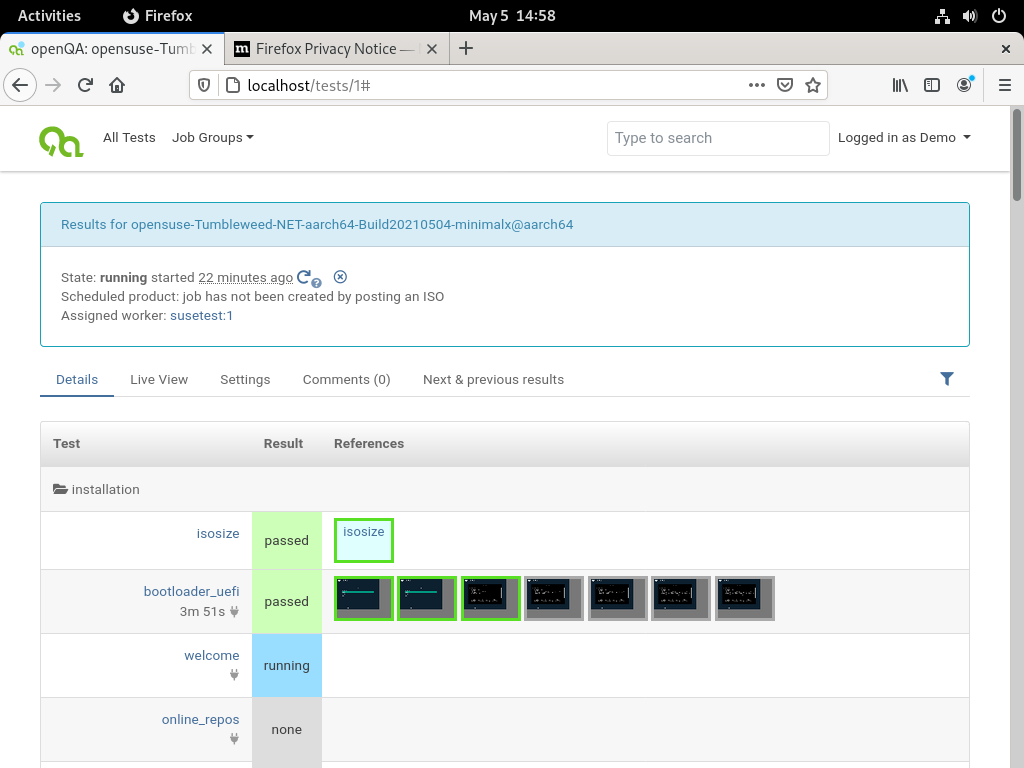 Activities Firefox May 5 14:58
openQA: opensuse-Tumb Firefox Privacy Notice —
localhost/tests/1#
All Tests Job Groups Type to search Logged in as Demo
Results for opensuse-Tumbleweed-NET-aarch64-Build20210504-minimalx@aarch64
State: running started 22 minutes ago
Scheduled product: job has not been created by posting an ISO
Assigned worker: susetest:1
Details Live View Settings Comments (0) Next & previous results
Test Result References
installation
isosize passed isosize
bootloader_uefi
3m 51s passed
welcome running
online_repos none